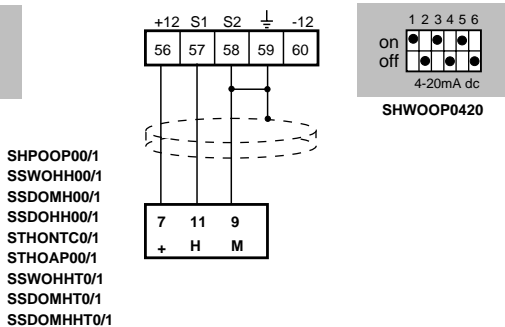 +12 S1 S2 -12
56 57 58 59 60
1 2 3 4 5 6
on
off
4-20mA dc
SHWOOP0420
SHPOOP00/1
SSWOHH00/1
SSDOMH00/1
SSDOHH00/1
STHONTC0/1
STHOAP00/1
SSWOHHT0/1
SSDOMHT0/1
SSDOMHHT0/1
7 11 9
+ H M